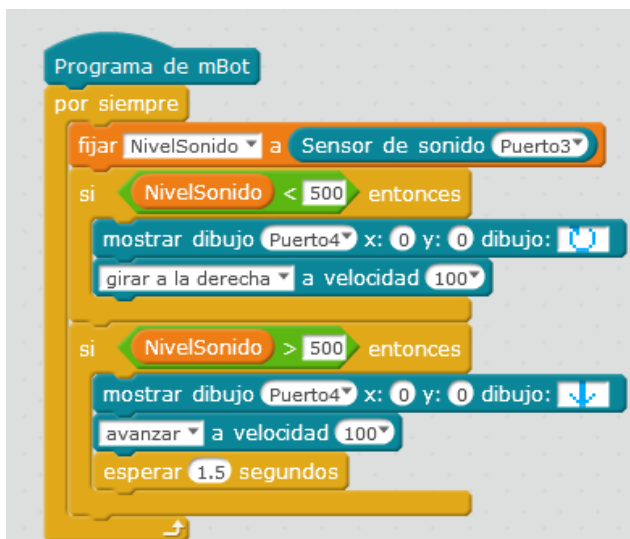 Programa de mBot
por siempre
fijar NivelSonido a Sensor de sonido Puerto3
si NivelSonido < 500 entonces
mostrar dibujo Puerto4 x: 0 y: 0 dibujo:
girar a la derecha a velocidad 100
si NivelSonido > 500 entonces
mostrar dibujo Puerto4 x: 0 y: 0 dibujo:
avanzar a velocidad 100
esperar 1.5 segundos